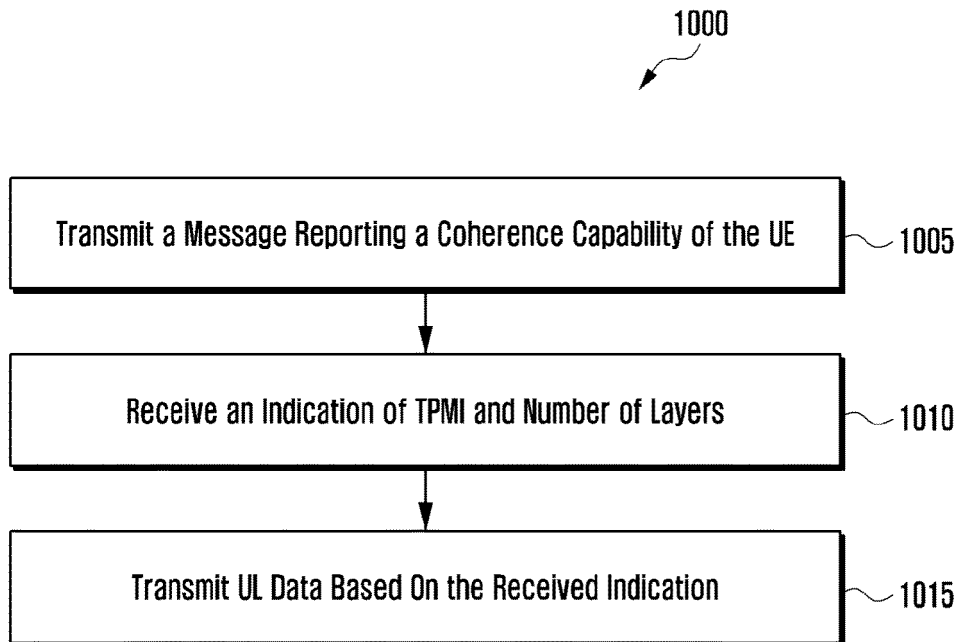 1000
Transmit a Message Reporting a Coherence Capability of the UE
1005
Receive an Indication of TPMI and Number of Layers
1010
Transmit UL Data Based On the Received Indication
1015